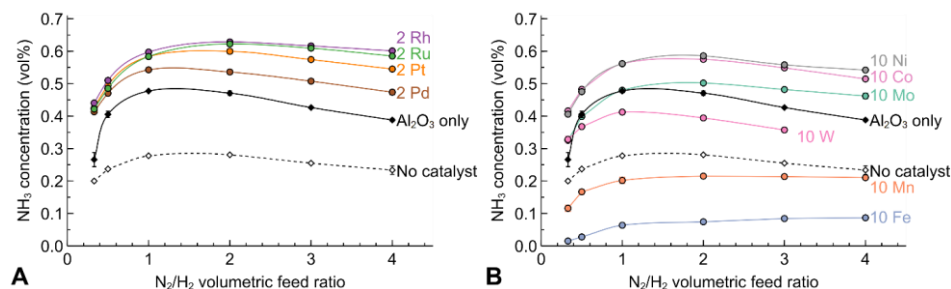 0.7
0.6
0.5
0.4
0.3
0.2
0.1
0.0
NH₃ concentration (vol%)
2 Rh
2 Ru
2 Pt
2 Pd
Al₂O₃ only
No catalyst
0 1 2 3 4
A
N₂/H₂ volumetric feed ratio
0.7
0.6
0.5
0.4
0.3
0.2
0.1
0.0
NH₃ concentration (vol%)
10 Ni
10 Co
10 Mo
Al₂O₃ only
10 W
No catalyst
10 Mn
10 Fe
0 1 2 3 4
B
N₂/H₂ volumetric feed ratio